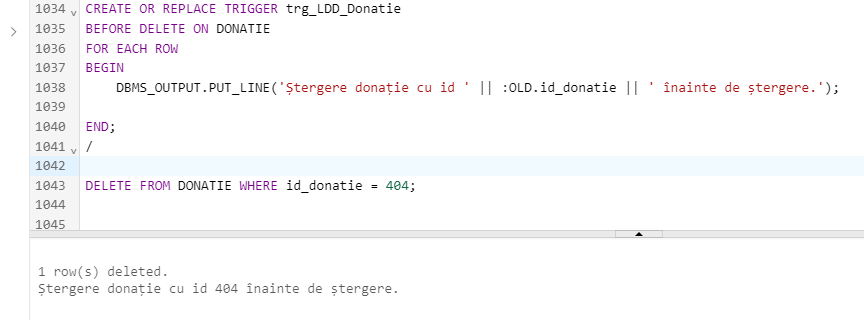 1034 CREATE OR REPLACE TRIGGER trg_LDD_Donatie
1035 BEFORE DELETE ON DONATIE
1036 FOR EACH ROW
1037 BEGIN
1038     DBMS_OUTPUT.PUT_LINE('Ștergere donație cu id ' || :OLD.id_donatie || ' înainte de ștergere.');
1039
1040 END;
1041 /
1042
1043 DELETE FROM DONATIE WHERE id_donatie = 404;
1044
1045
1 row(s) deleted.
Ștergere donație cu id 404 înainte de ștergere.